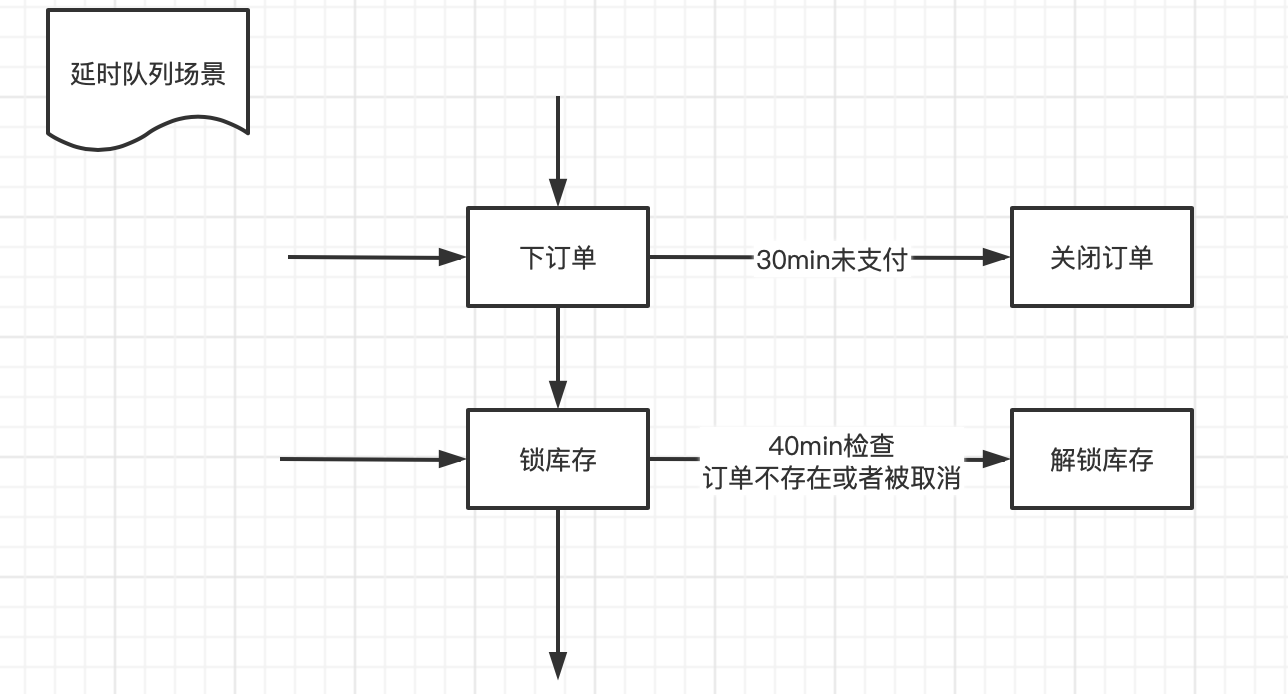 延时队列场景
下订单
30min未支付
关闭订单
锁库存
40min检查
订单不存在或者被取消
解锁库存